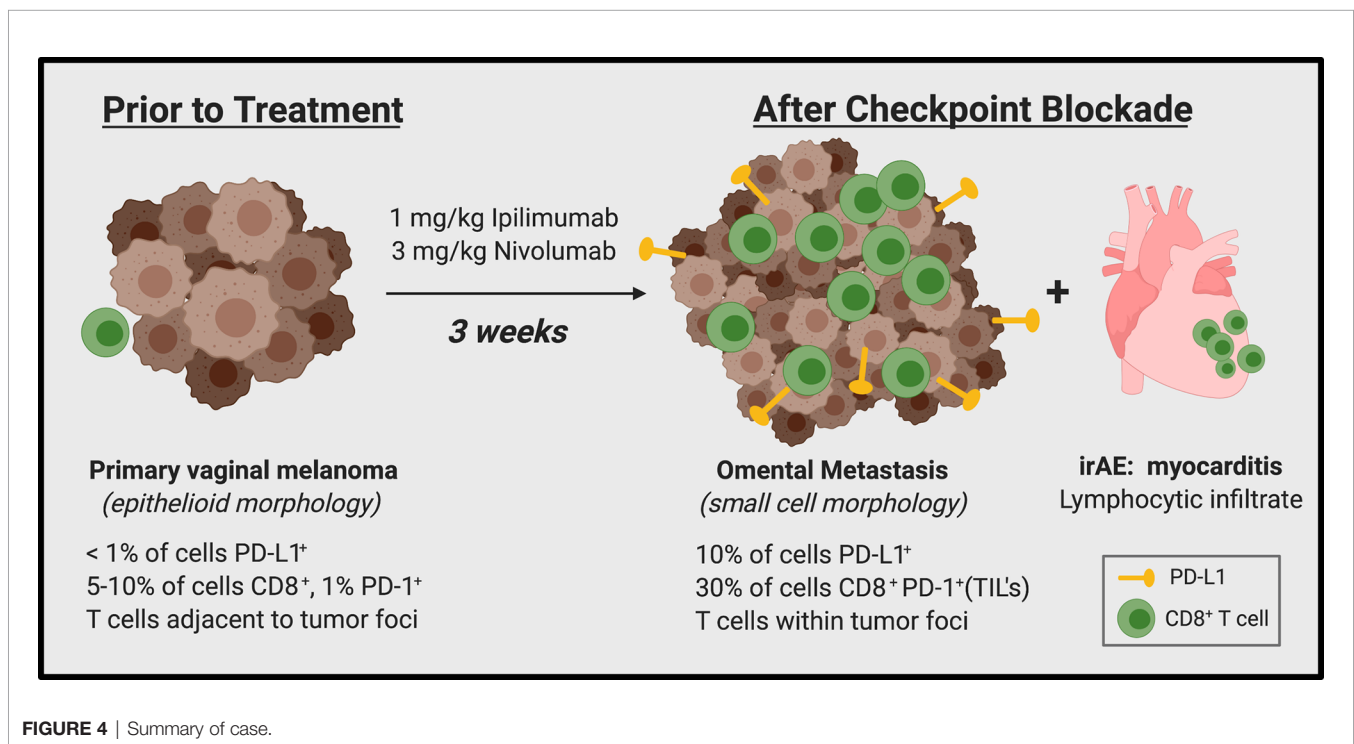 Prior to Treatment
After Checkpoint Blockade
1 mg/kg Ipilimumab
3 mg/kg Nivolumab
3 weeks
+
Primary vaginal melanoma
(epithelioid morphology)
< 1% of cells PD-L1⁺
5-10% of cells CD8⁺, 1% PD-1⁺
T cells adjacent to tumor foci
Omental Metastasis
(small cell morphology)
10% of cells PD-L1⁺
30% of cells CD8⁺ PD-1⁺(TIL's)
T cells within tumor foci
irAE: myocarditis
Lymphocytic infiltrate
PD-L1
CD8⁺ T cell
FIGURE 4 | Summary of case.